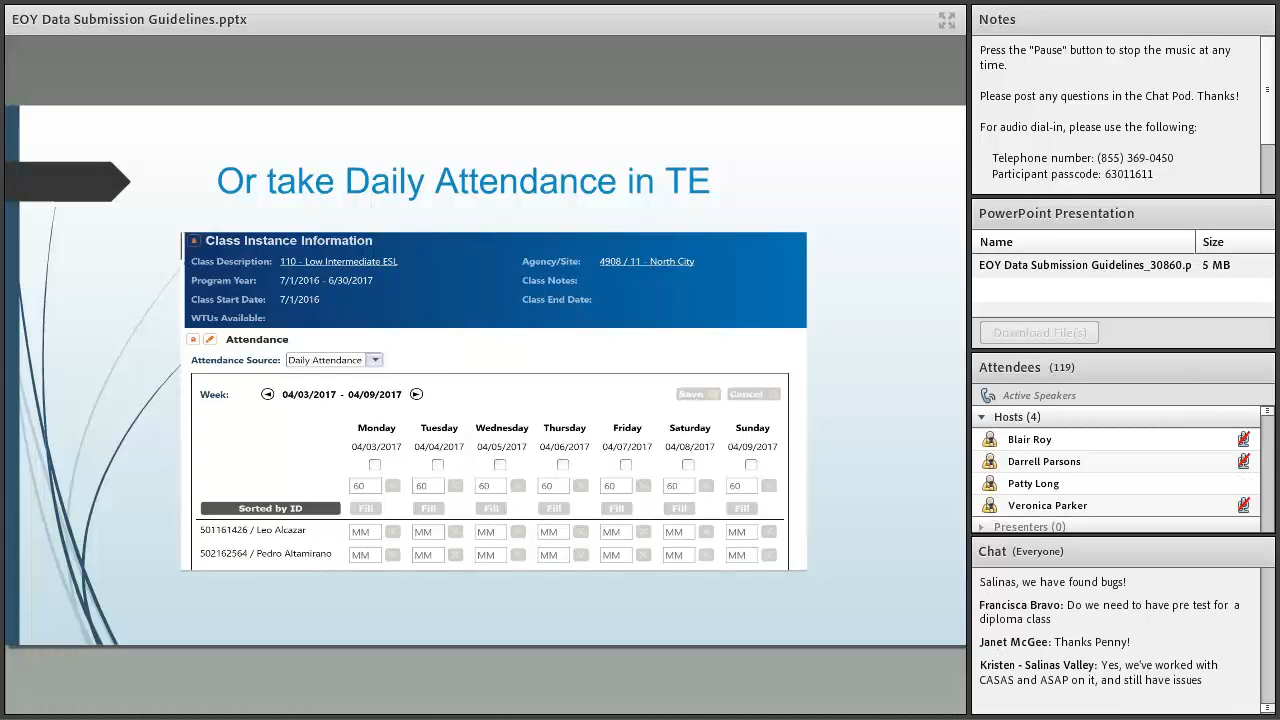 EOY Data Submission Guidelines.pptx
Or take Daily Attendance in TE
Class Instance Information
Class Description: 110 - Low Intermediate ESL Agency/Site: 4908 / 11 - North City
Program Year: 7/1/2016 - 6/30/2017 Class Notes:
Class Start Date: 7/1/2016 Class End Date:
WTUs Available:
Attendance
Attendance Source: Daily Attendance
Week: 04/03/2017 - 04/09/2017 Save Cancel
Monday Tuesday Wednesday Thursday Friday Saturday Sunday
04/03/2017 04/04/2017 04/05/2017 04/06/2017 04/07/2017 04/08/2017 04/09/2017
60 60 60 60 60 60 60
Sorted by ID Fill Fill Fill Fill Fill Fill Fill
501161426 / Leo Alcazar MM MM MM MM MM MM MM
502162564 / Pedro Altamirano MM MM MM MM MM MM MM
Notes
Press the "Pause" button to stop the music at any
time.
Please post any questions in the Chat Pod. Thanks!
For audio dial-in, please use the following:
Telephone number: (855) 369-0450
Participant passcode: 63011611
PowerPoint Presentation
Name Size
EOY Data Submission Guidelines_30860.p 5 MB
Download File(s)
Attendees (119)
Active Speakers
Hosts (4)
Blair Roy
Darrell Parsons
Patty Long
Veronica Parker
Presenters (0)
Chat (Everyone)
Salinas, we have found bugs!
Francisca Bravo: Do we need to have pre test for a
diploma class
Janet McGee: Thanks Penny!
Kristen - Salinas Valley: Yes, we've worked with
CASAS and ASAP on it, and still have issues